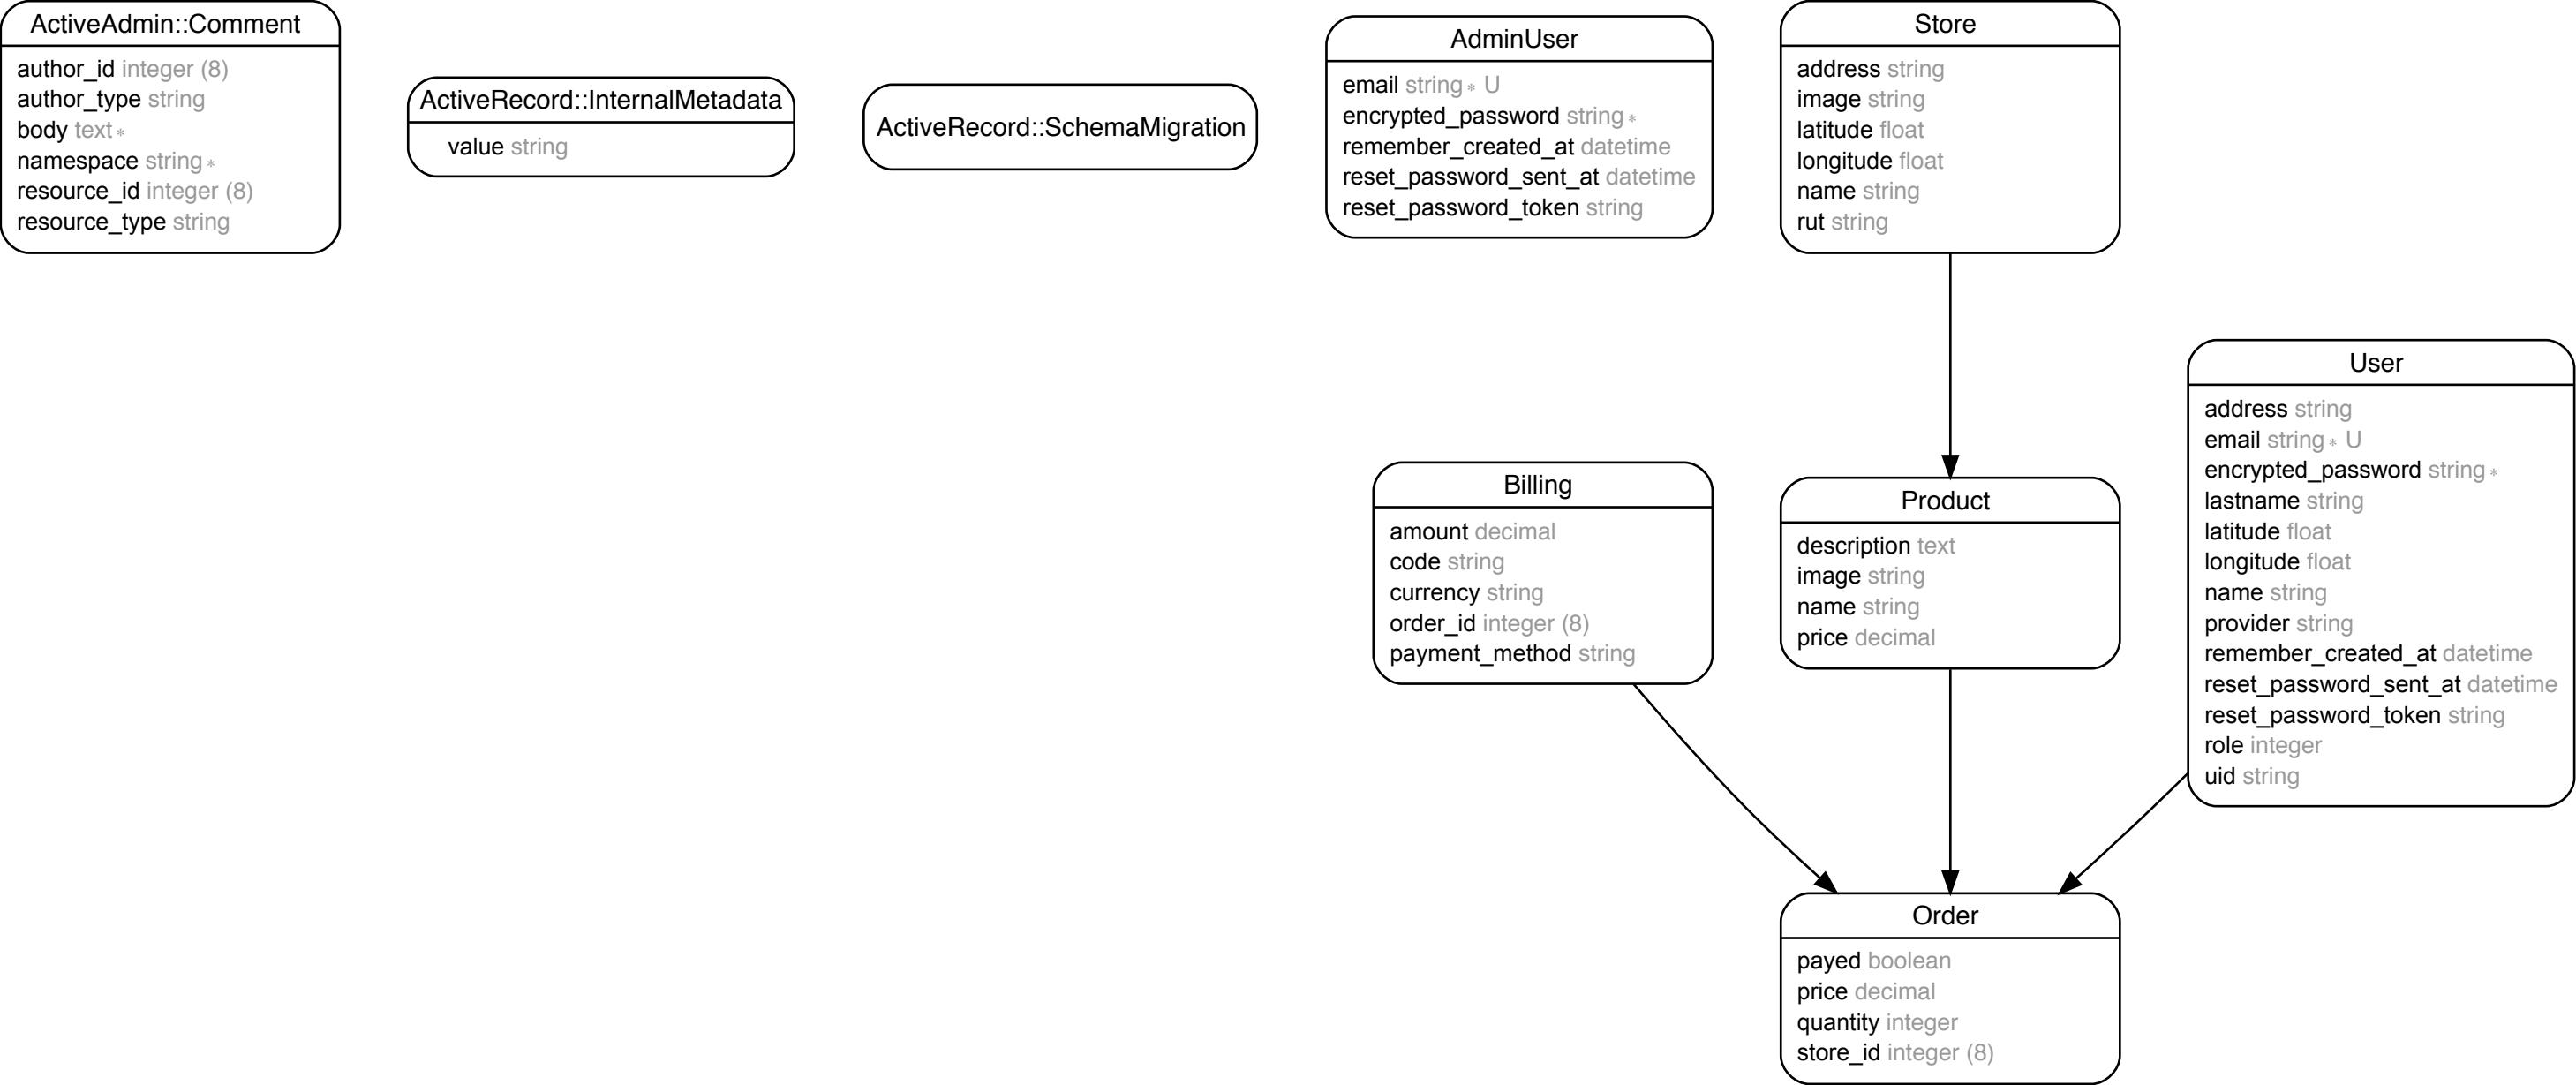 ActiveAdmin::Comment
author_id integer (8)
author_type string
body text *
namespace string *
resource_id integer (8)
resource_type string
ActiveRecord::InternalMetadata
value string
ActiveRecord::SchemaMigration
AdminUser
email string * U
encrypted_password string *
remember_created_at datetime
reset_password_sent_at datetime
reset_password_token string
Store
address string
image string
latitude float
longitude float
name string
rut string
Billing
amount decimal
code string
currency string
order_id integer (8)
payment_method string
Product
description text
image string
name string
price decimal
User
address string
email string * U
encrypted_password string *
lastname string
latitude float
longitude float
name string
provider string
remember_created_at datetime
reset_password_sent_at datetime
reset_password_token string
role integer
uid string
Order
payed boolean
price decimal
quantity integer
store_id integer (8)